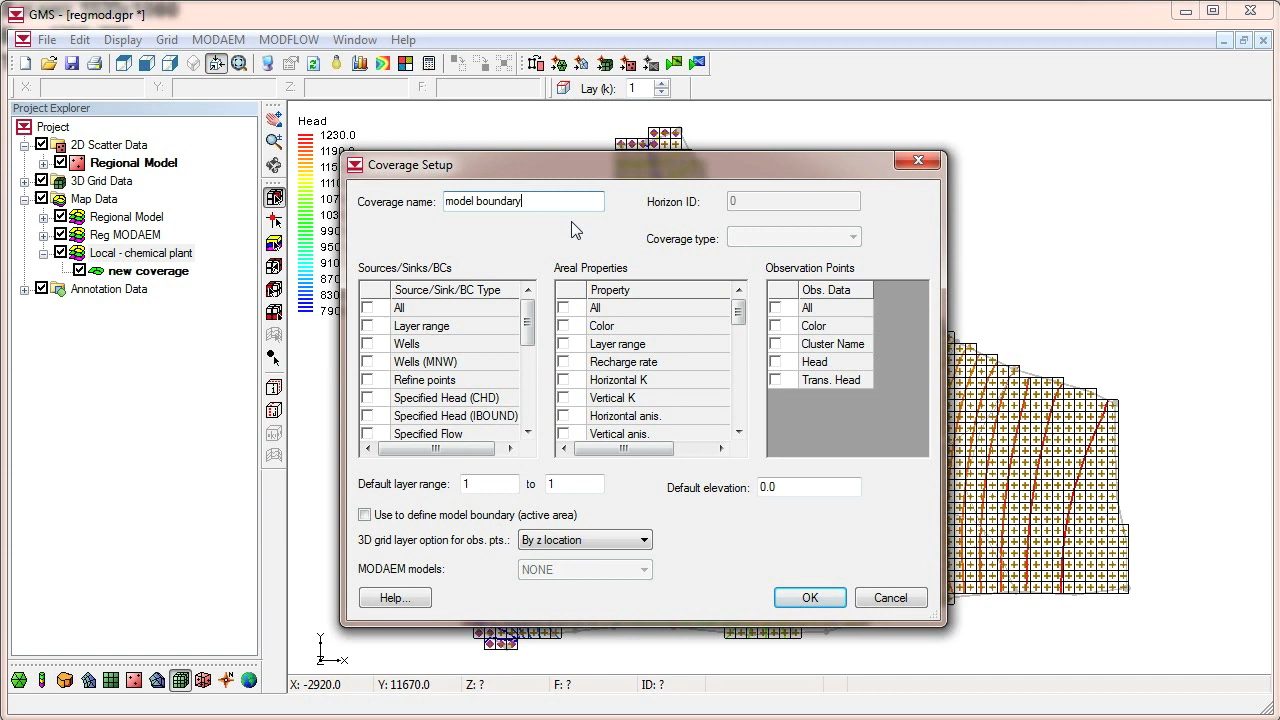 GMS - [regmod.gpr *]
File Edit Display Grid MODAEM MODFLOW Window Help
X: Y: Z: F: Lay (k): 1
Project Explorer
Project
2D Scatter Data
Regional Model
3D Grid Data
Map Data
Regional Model
Reg MODAEM
Local - chemical plant
new coverage
Annotation Data
Head
1230.0
Coverage Setup
Coverage name: model boundary
Horizon ID: 0
Coverage type:
Sources/Sinks/BCs
Source/Sink/BC Type
All
Layer range
Wells
Wells (MNW)
Refine points
Specified Head (CHD)
Specified Head (IBOUND)
Specified Flow
Areal Properties
Property
All
Color
Layer range
Recharge rate
Horizontal K
Vertical K
Horizontal anis.
Vertical anis.
Observation Points
Obs. Data
All
Color
Cluster Name
Head
Trans. Head
Default layer range: 1 to 1
Default elevation: 0.0
Use to define model boundary (active area)
3D grid layer option for obs. pts.: By z location
MODAEM models: NONE
Help... OK Cancel
Y
X
X: -2920.0 Y: 11670.0 Z: ? F: ? ID: ?